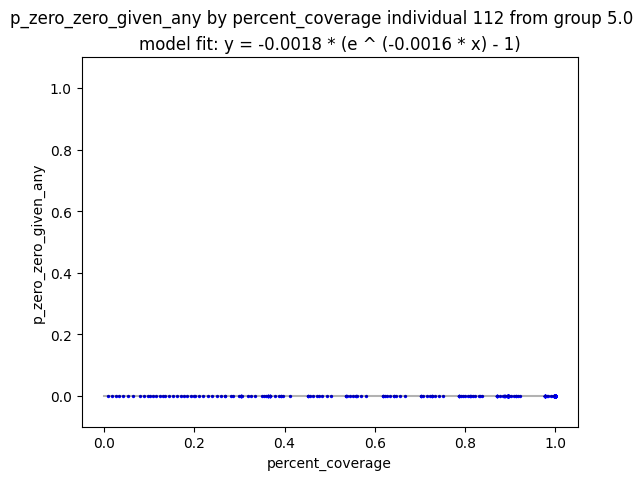 p_zero_zero_given_any by percent_coverage individual 112 from group 5.0
model fit: y = -0.0018 * (e ^ (-0.0016 * x) - 1)
p_zero_zero_given_any
1.0
0.8
0.6
0.4
0.2
0.0
0.0 0.2 0.4 0.6 0.8 1.0
percent_coverage